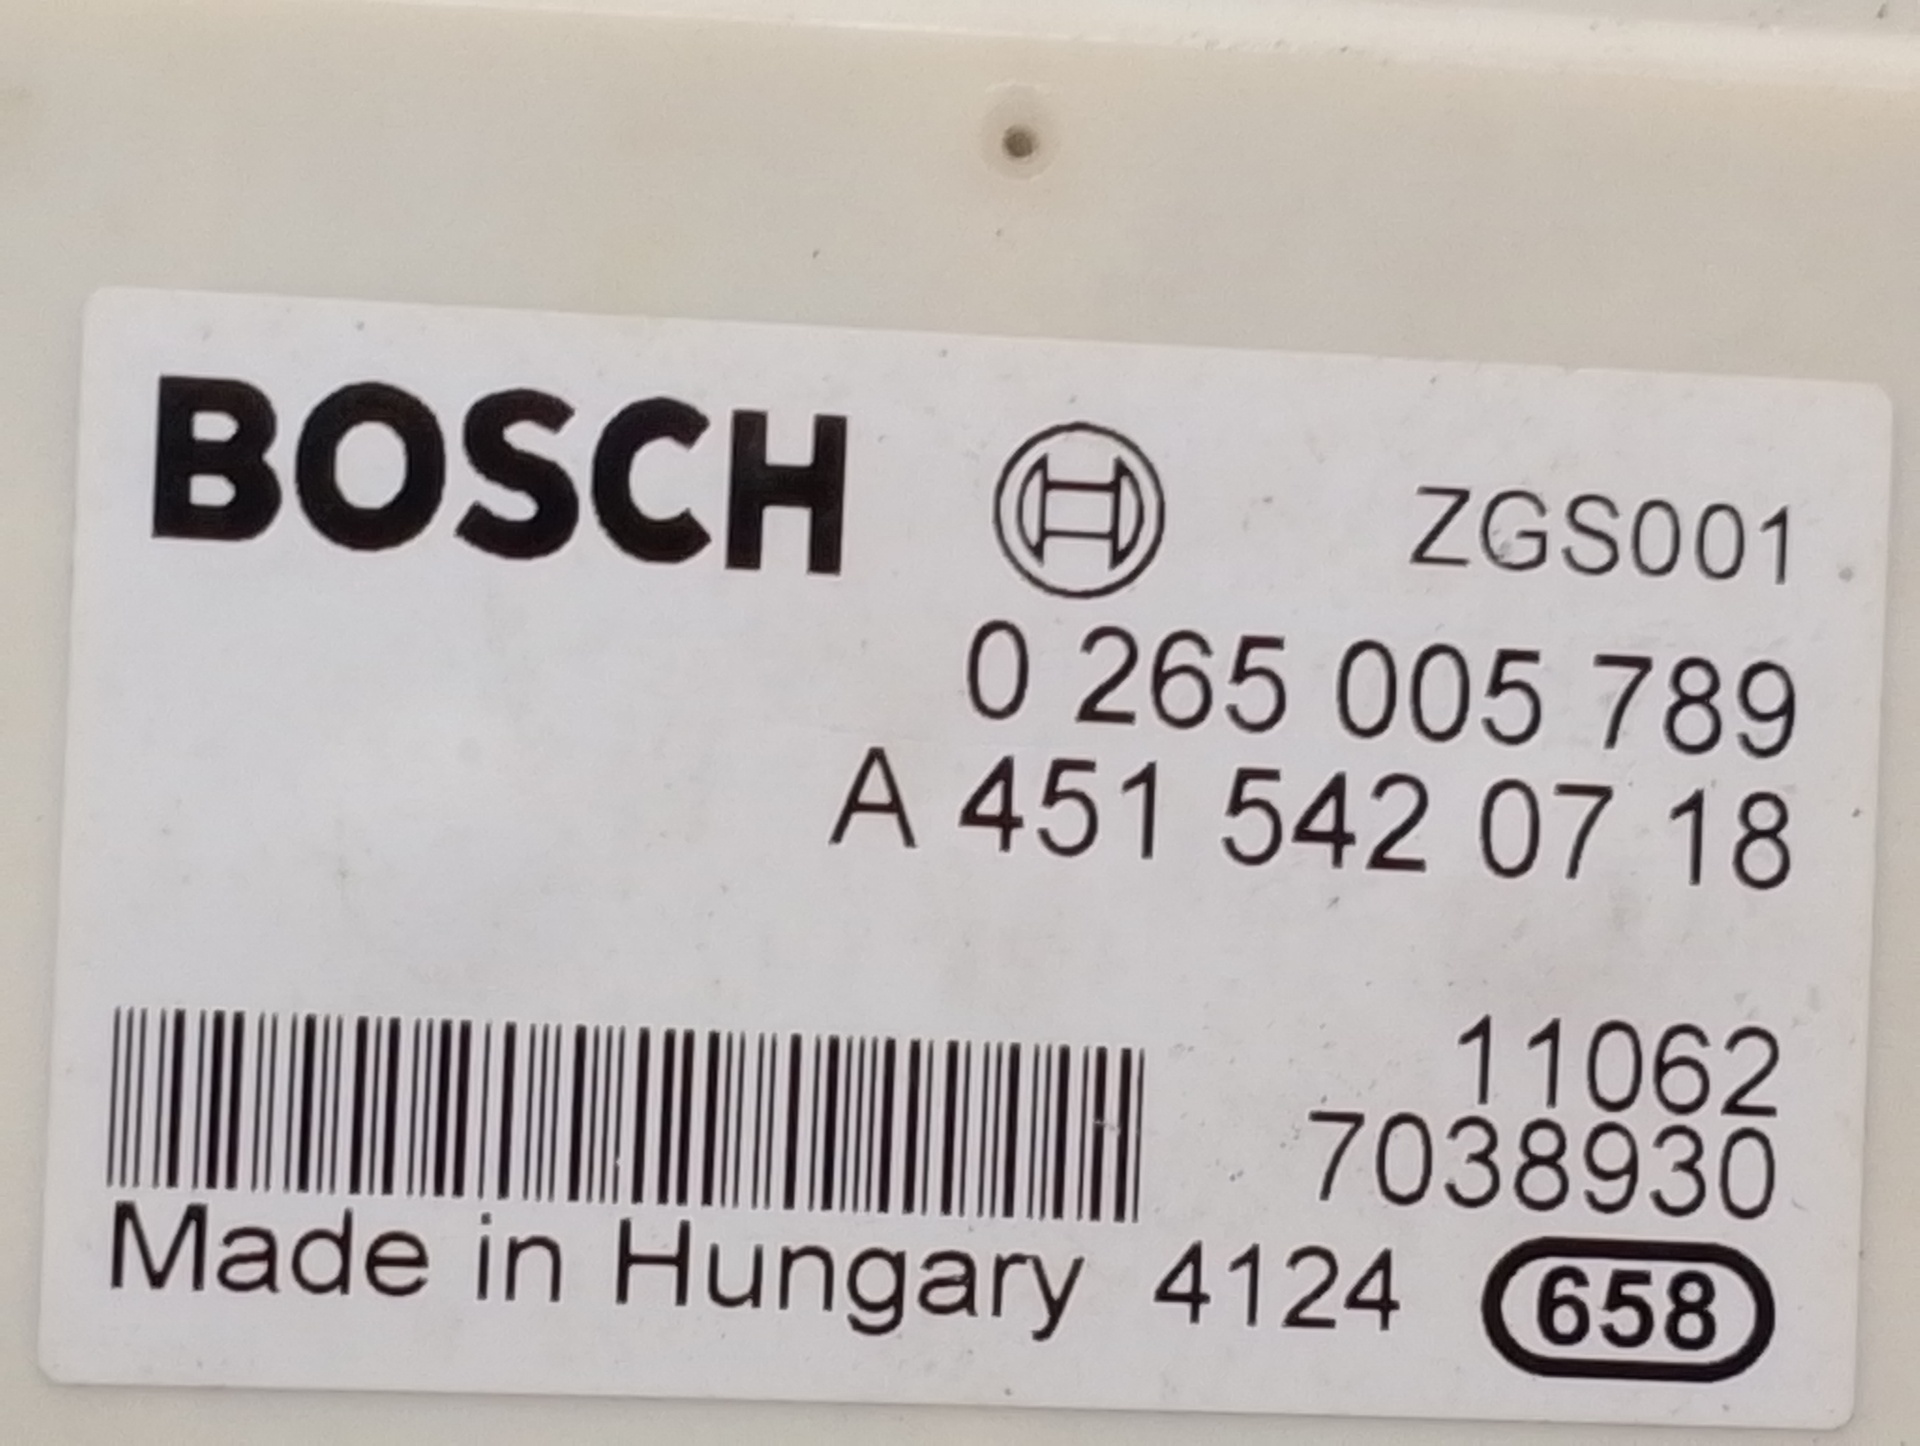 BOSCH ZGS001
0 265 005 789
A 451 542 07 18
11062
7038930
Made in Hungary 4124 658